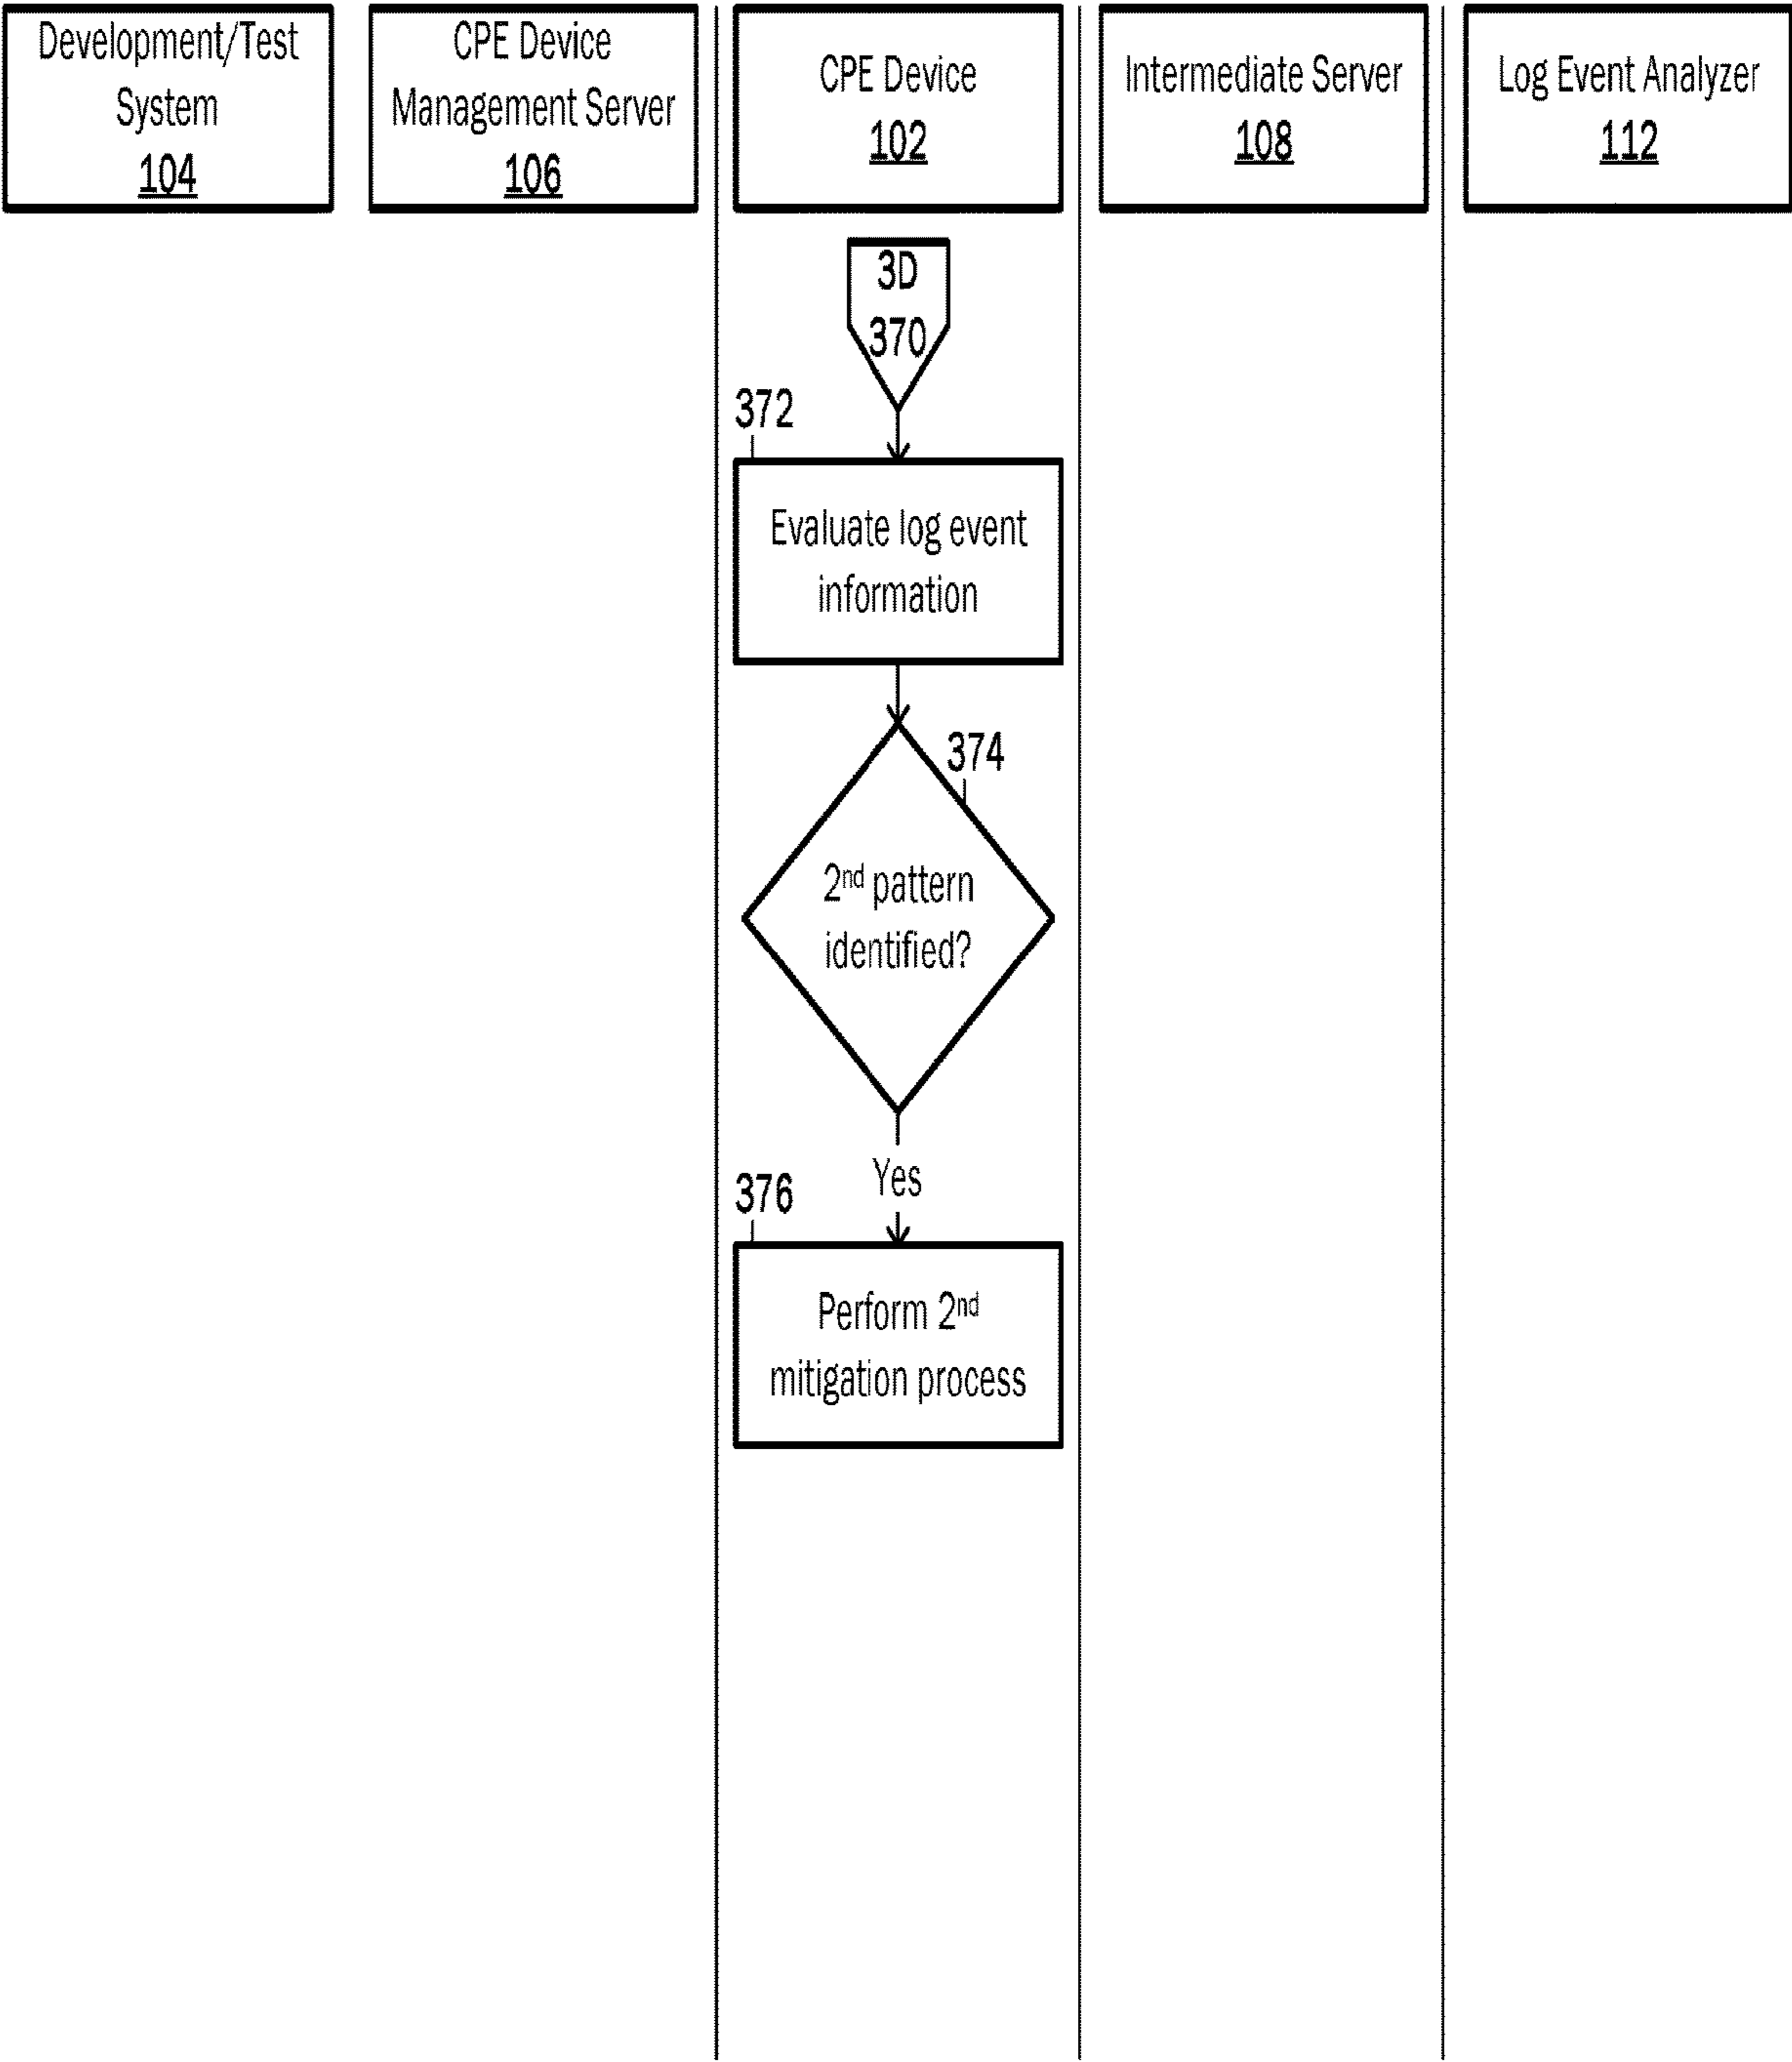 Development/Test
System
104
CPE Device
Management Server
106
CPE Device
102
Intermediate Server
108
Log Event Analyzer
112
3D
370
372
Evaluate log event
information
374
2nd pattern
identified?
Yes
376
Perform 2nd
mitigation process